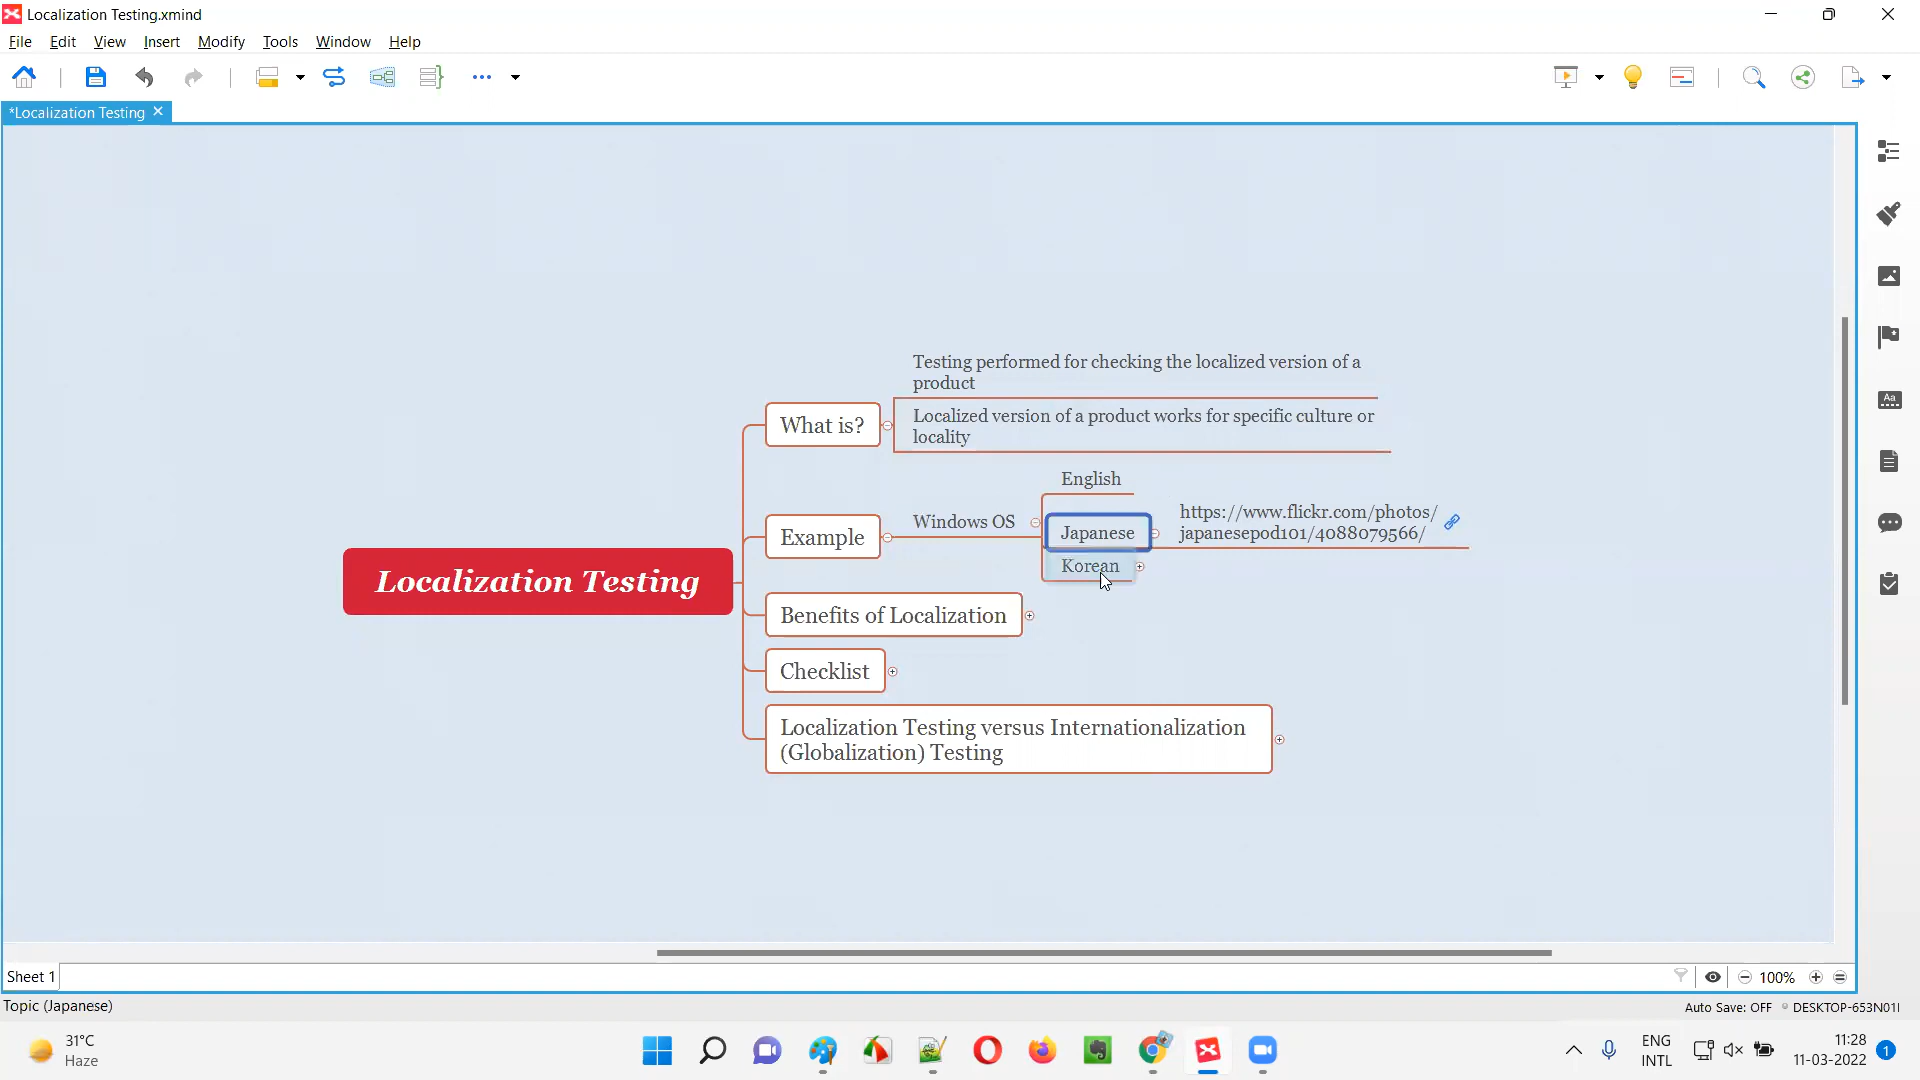 Localization Testing.xmind
File Edit View Insert Modify Tools Window Help
*Localization Testing
Testing performed for checking the localized version of a
product
What is?
Localized version of a product works for specific culture or
locality
English
Example
Windows OS
Japanese
https://www.flickr.com/photos/
japanesepod101/4088079566/
Korean
Localization Testing
Benefits of Localization
Checklist
Localization Testing versus Internationalization
(Globalization) Testing
Aa
Sheet 1
100%
Topic (Japanese)
Auto Save: OFF
DESKTOP-653N01I
31°C
Haze
ENG
INTL
11:28
11-03-2022
1